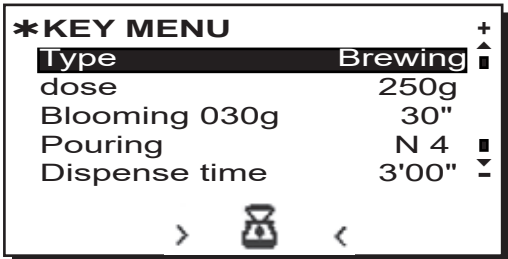 *KEY MENU +
Type Brewing
dose 250g
Blooming 030g 30"
Pouring N 4
Dispense time 3'00" -
> <